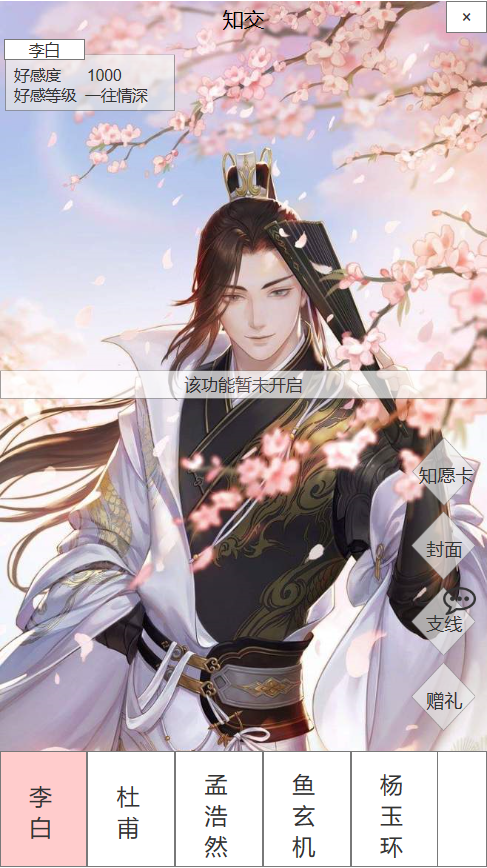 知交
×
李白
好感度 1000
好感等级 一往情深
该功能暂未开启
知愿卡
封面
支线
赠礼
李白
杜甫
孟浩然
鱼玄机
杨玉环